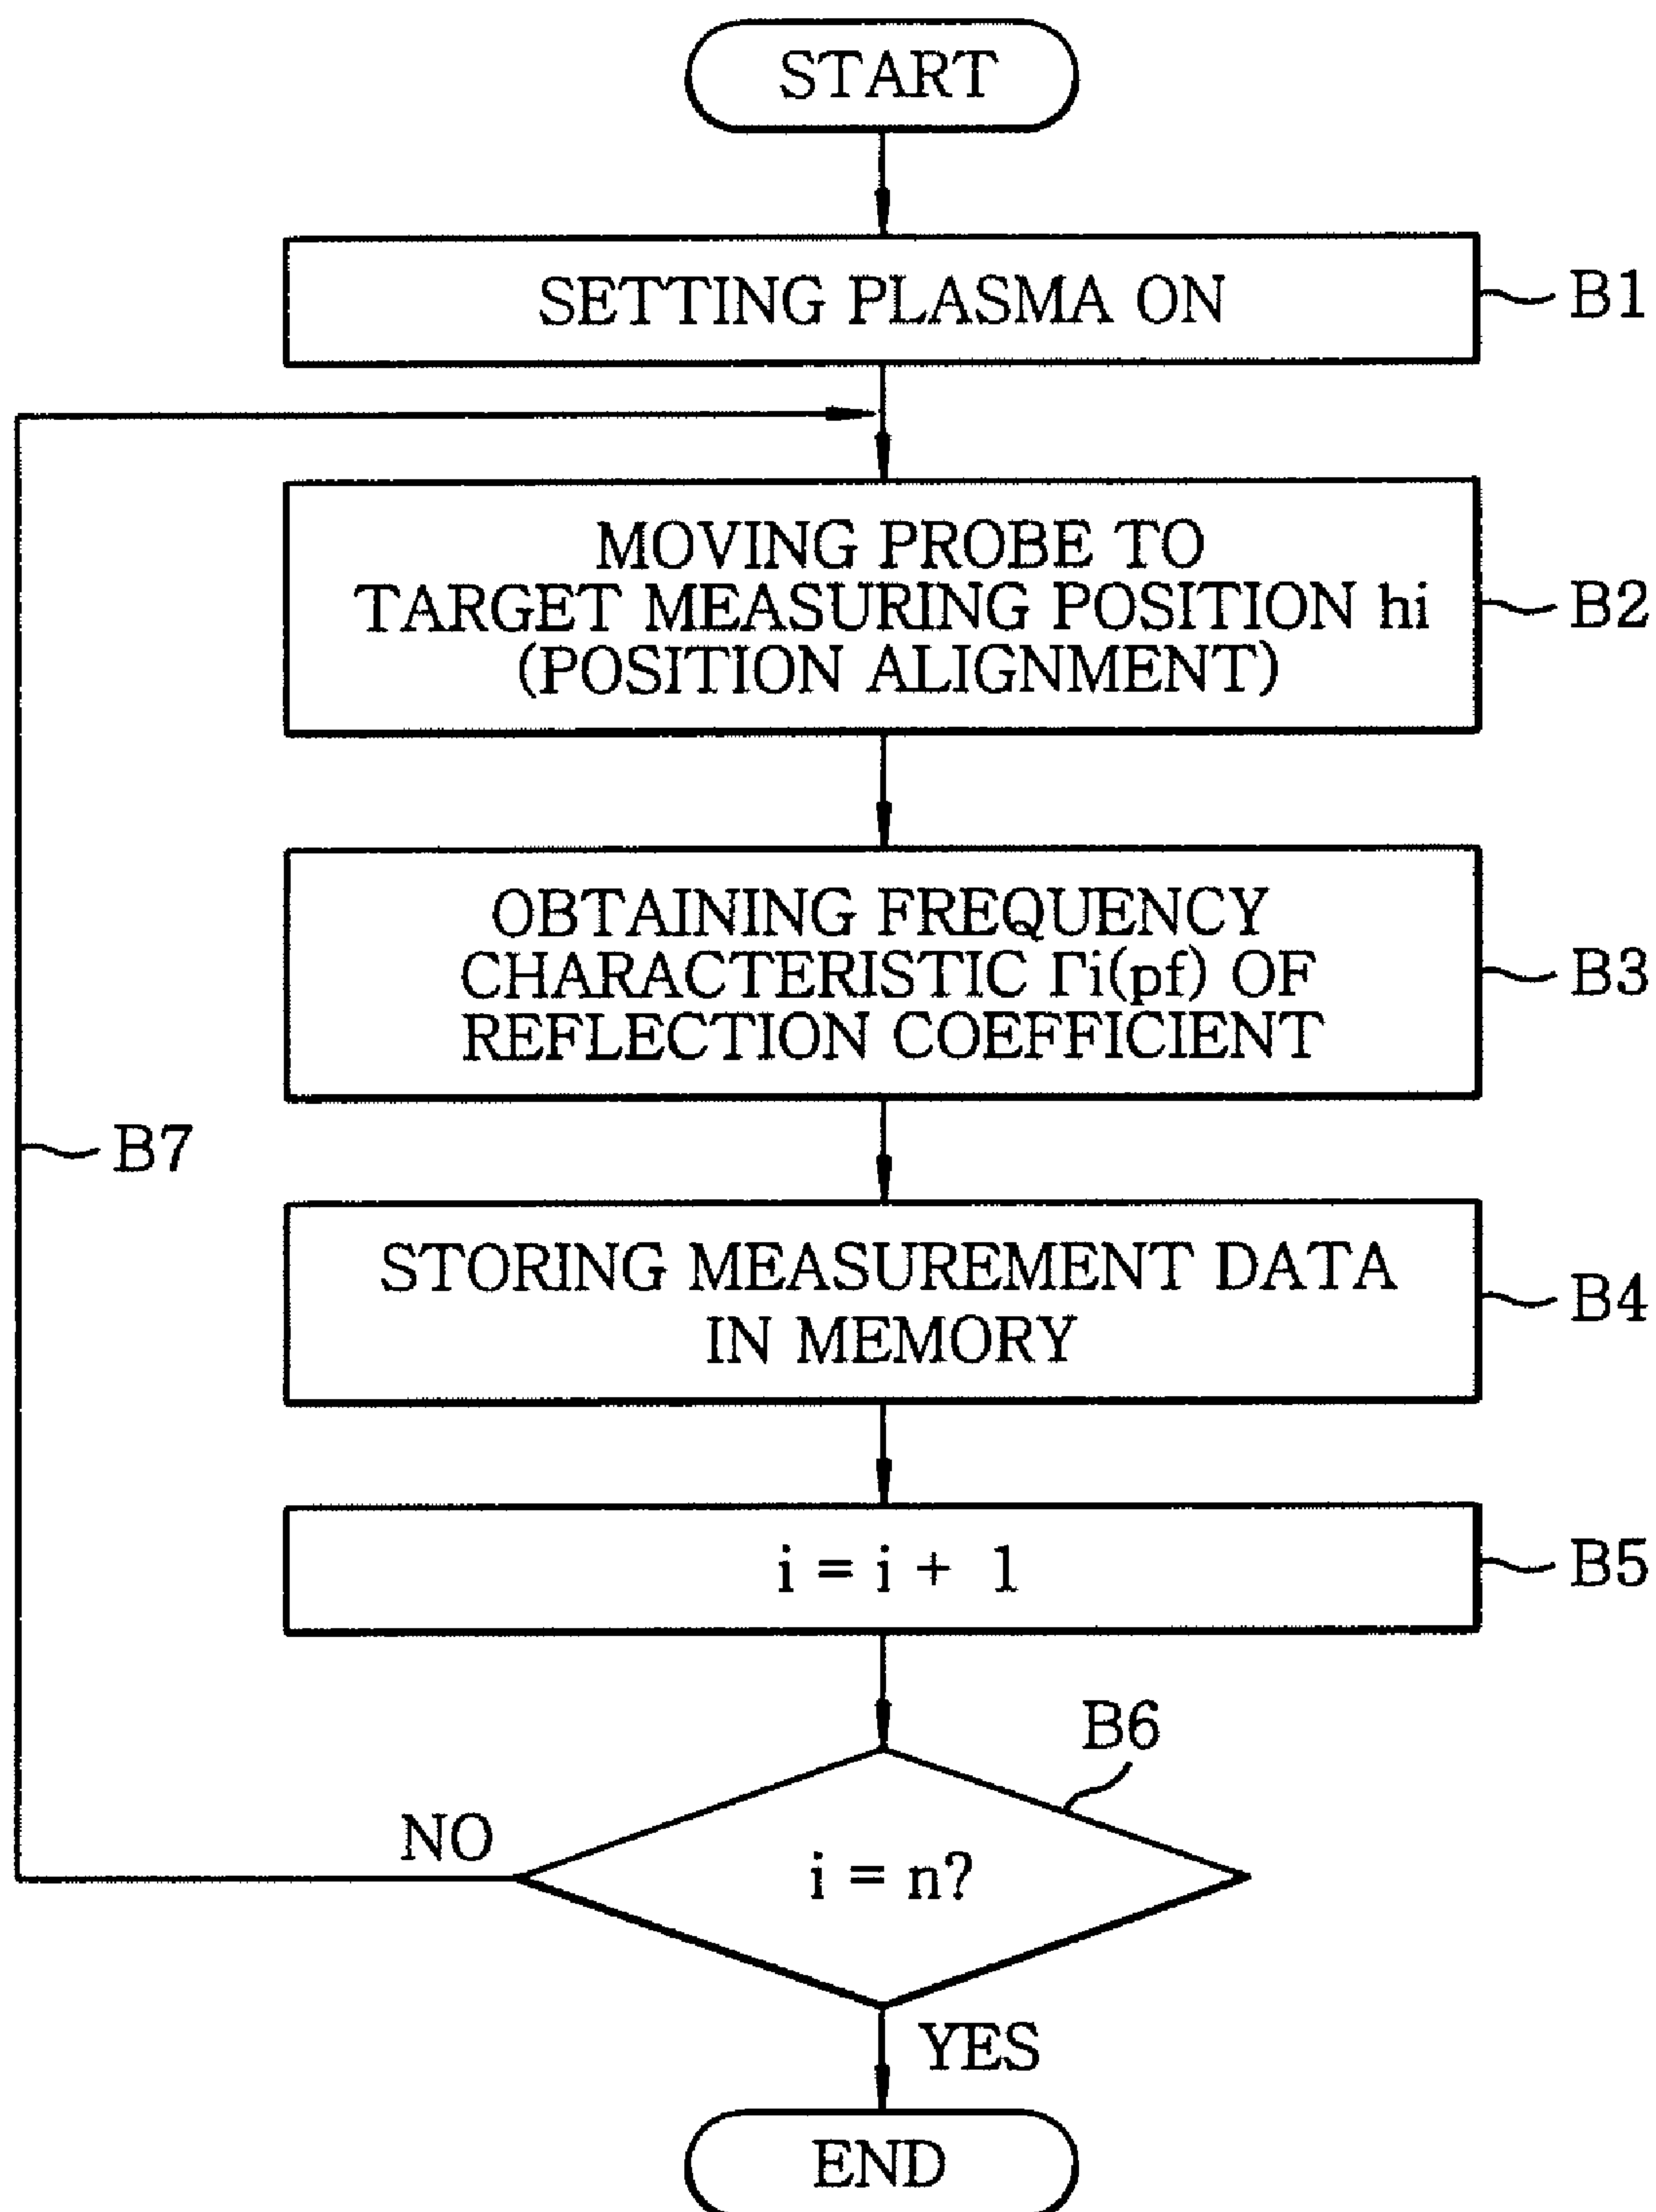 START
SETTING PLASMA ON
B1
MOVING PROBE TO
TARGET MEASURING POSITION hi
(POSITION ALIGNMENT)
B2
OBTAINING FREQUENCY
CHARACTERISTIC Γi(pf) OF
REFLECTION COEFFICIENT
B3
B7
STORING MEASUREMENT DATA
IN MEMORY
B4
i = i + 1
B5
B6
NO
i = n?
YES
END